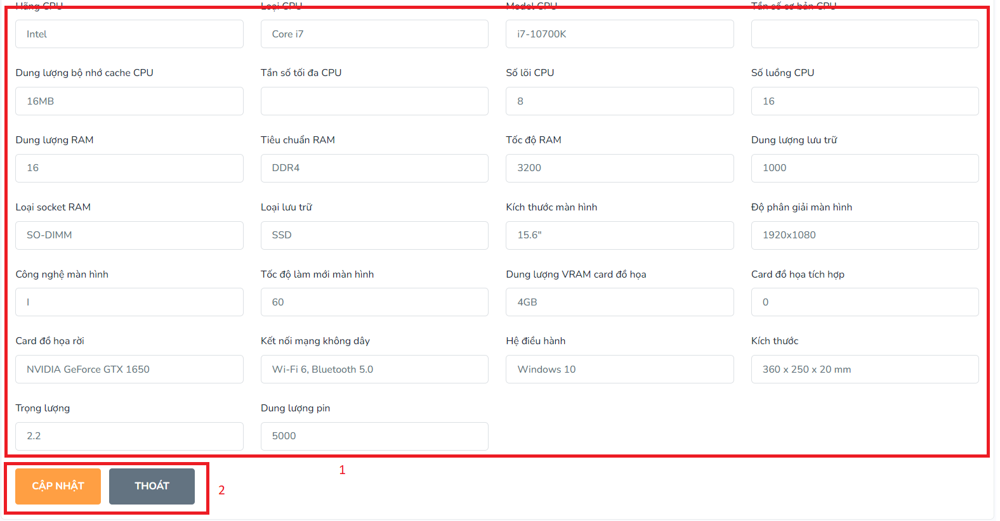 Hãng CPU Loại CPU Model CPU Tần số cơ bản CPU
Intel Core i7 i7-10700K
Dung lượng bộ nhớ cache CPU Tần số tối đa CPU Số lõi CPU Số luồng CPU
16MB 8 16
Dung lượng RAM Tiêu chuẩn RAM Tốc độ RAM Dung lượng lưu trữ
16 DDR4 3200 1000
Loại socket RAM Loại lưu trữ Kích thước màn hình Độ phân giải màn hình
SO-DIMM SSD 15.6" 1920x1080
Công nghệ màn hình Tốc độ làm mới màn hình Dung lượng VRAM card đồ họa Card đồ họa tích hợp
I 60 4GB 0
Card đồ họa rời Kết nối mạng không dây Hệ điều hành Kích thước
NVIDIA GeForce GTX 1650 Wi-Fi 6, Bluetooth 5.0 Windows 10 360 x 250 x 20 mm
Trọng lượng Dung lượng pin
2.2 5000
1
CẬP NHẬT THOÁT 2